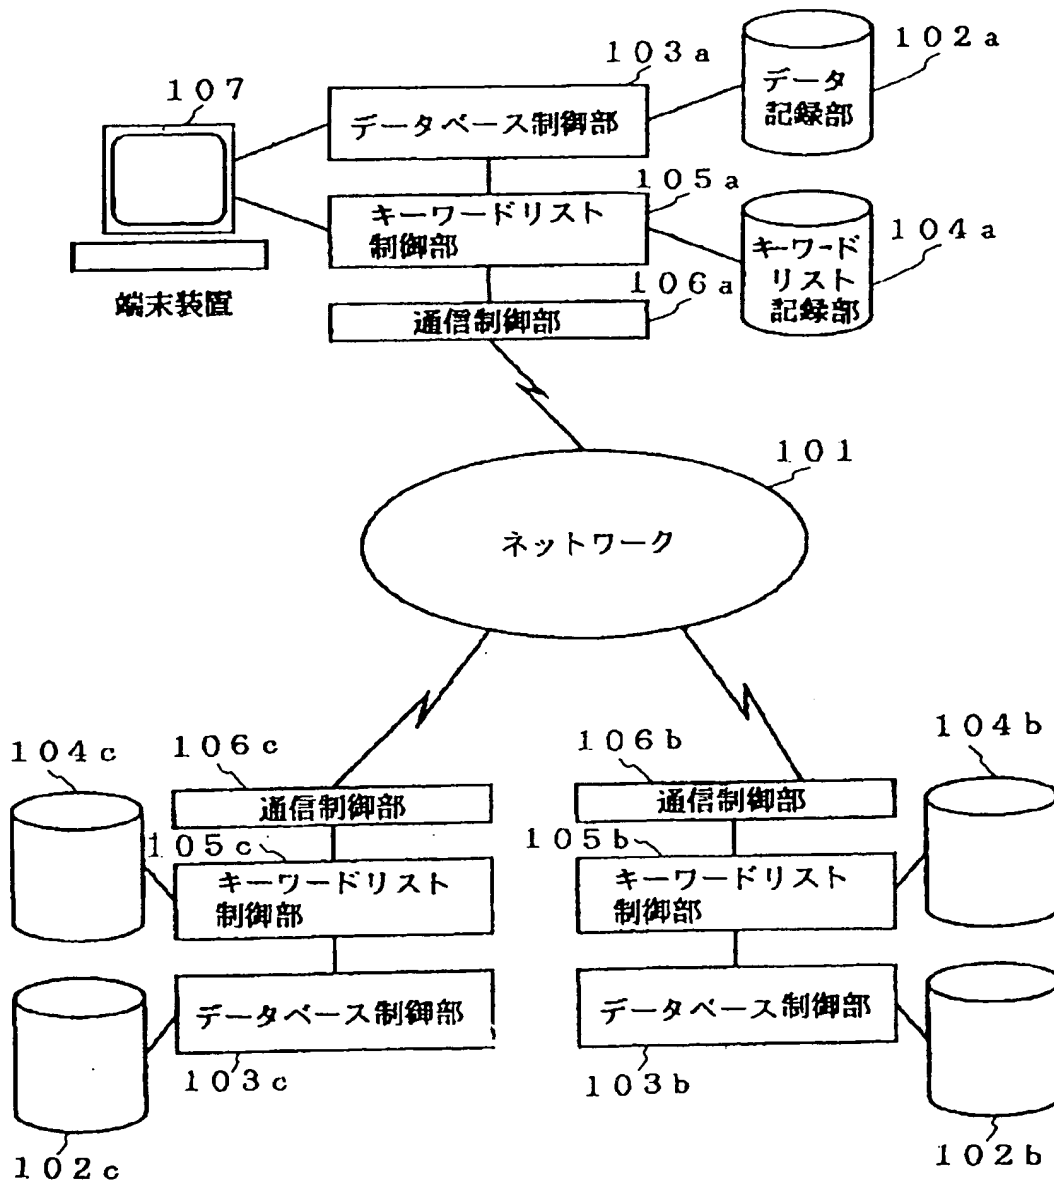 １０３ａ
１０２ａ
１０７
データベース制御部
データ
記録部
１０５ａ
キーワードリスト
制御部
１０４ａ
キーワード
リスト
記録部
１０６ａ
端末装置
通信制御部
１０１
ネットワーク
１０４ｃ
１０６ｃ
通信制御部
１０５ｃ
キーワードリスト
制御部
データベース制御部
１０３ｃ
１０２ｃ
１０６ｂ
１０４ｂ
通信制御部
１０５ｂ
キーワードリスト
制御部
データベース制御部
１０３ｂ
１０２ｂ